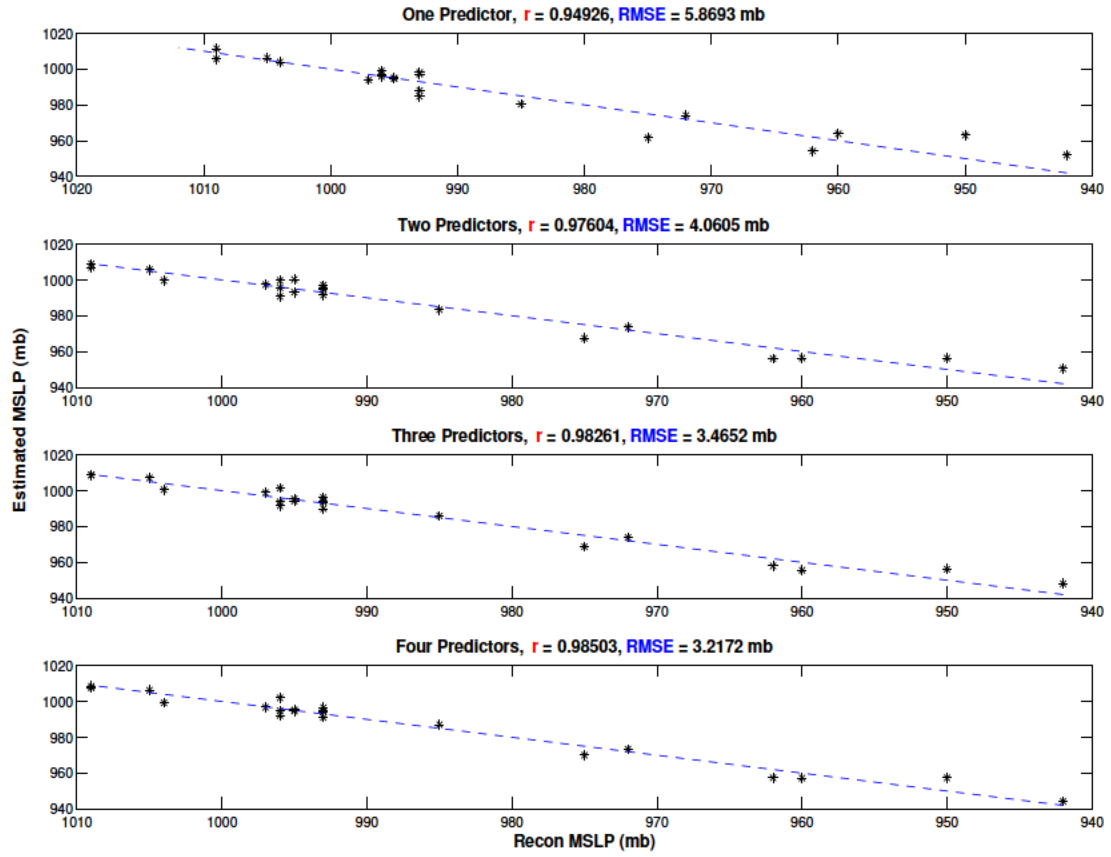 One Predictor, r = 0.94926, RMSE = 5.8693 mb
1020
1000
980
960
940
1020 1010 1000 990 980 970 960 950 940
Two Predictors, r = 0.97604, RMSE = 4.0605 mb
1020
1000
980
960
940
1010 1000 990 980 970 960 950 940
Estimated MSLP (mb)
Three Predictors, r = 0.98261, RMSE = 3.4652 mb
1020
1000
980
960
940
1010 1000 990 980 970 960 950 940
Four Predictors, r = 0.98503, RMSE = 3.2172 mb
1020
1000
980
960
940
1010 1000 990 980 970 960 950 940
Recon MSLP (mb)